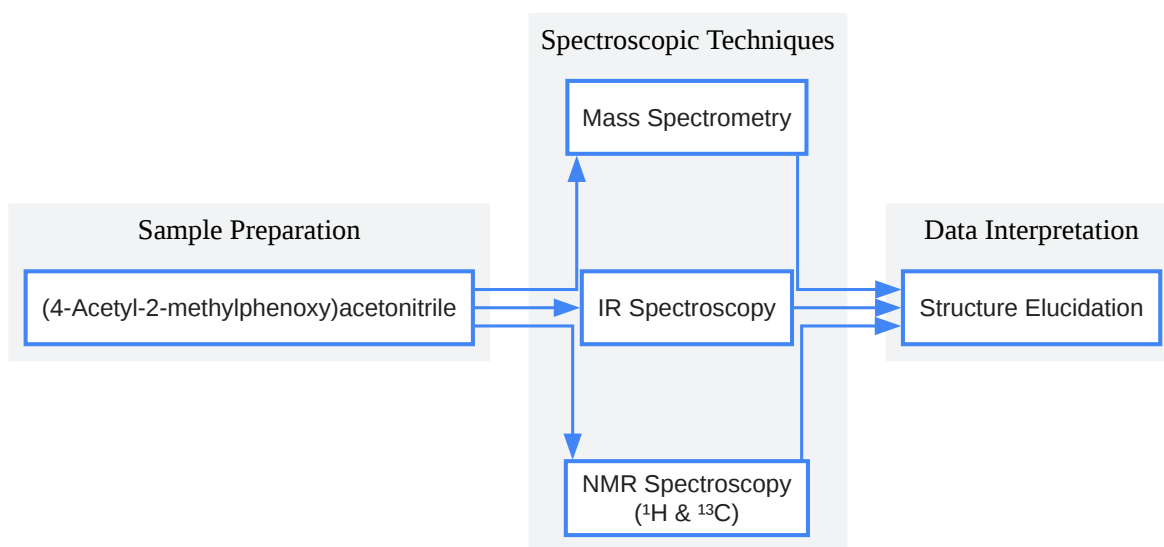 Spectroscopic Techniques
Mass Spectrometry
Sample Preparation
(4-Acetyl-2-methylphenoxy)acetonitrile
IR Spectroscopy
NMR Spectroscopy
(¹H & ¹³C)
Data Interpretation
Structure Elucidation